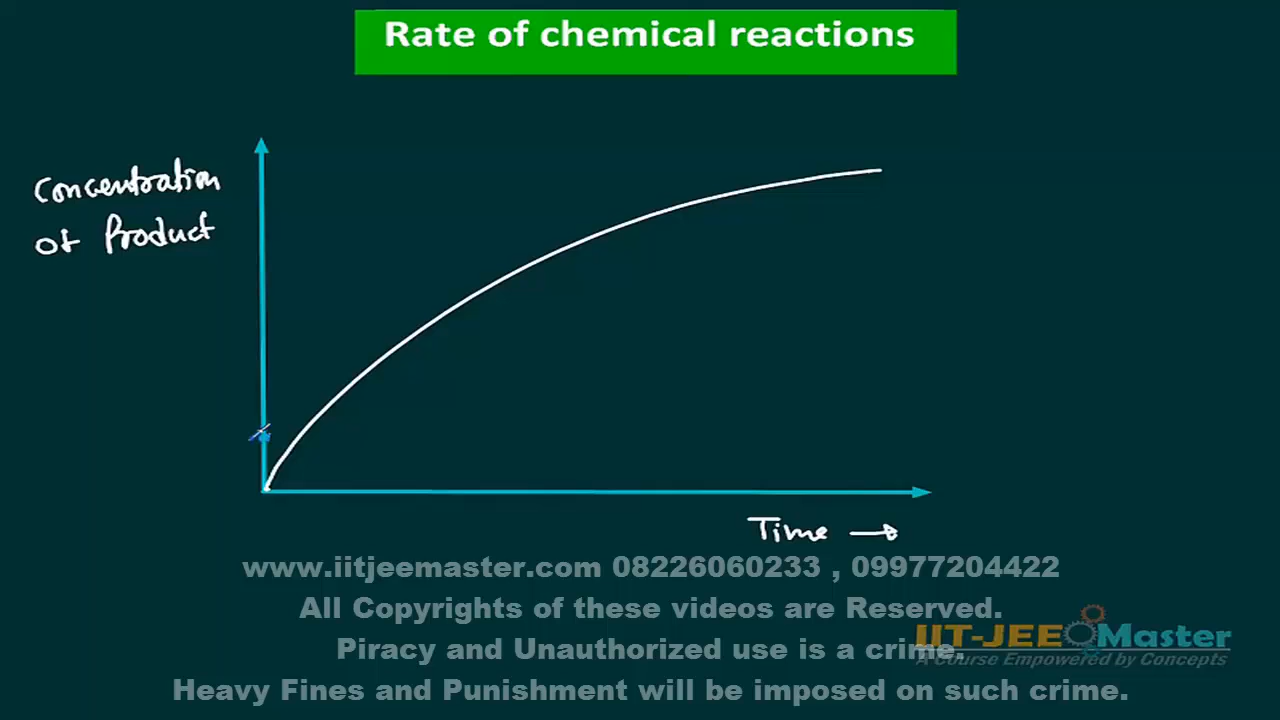 Rate of chemical reactions
Concentration
of Product
Time →
www.iitjeemaster.com 08226060233 , 09977204422
All Copyrights of these videos are Reserved.
IIT-JEE Master
Piracy and Unauthorized use is a crime.
A Course Empowered by Concepts
Heavy Fines and Punishment will be imposed on such crime.